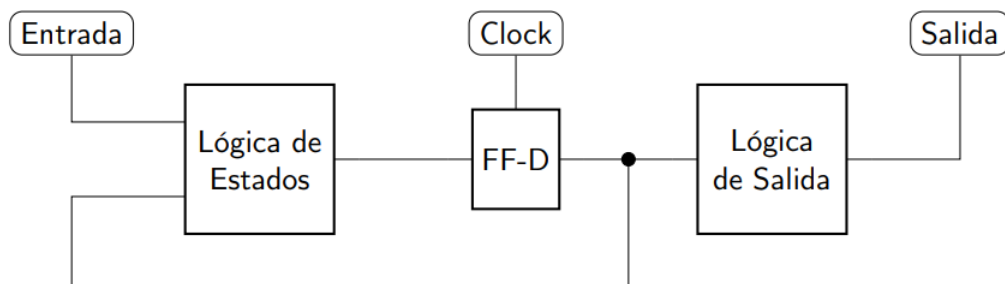 Entrada
Clock
Salida
Lógica de
Estados
FF-D
Lógica
de Salida